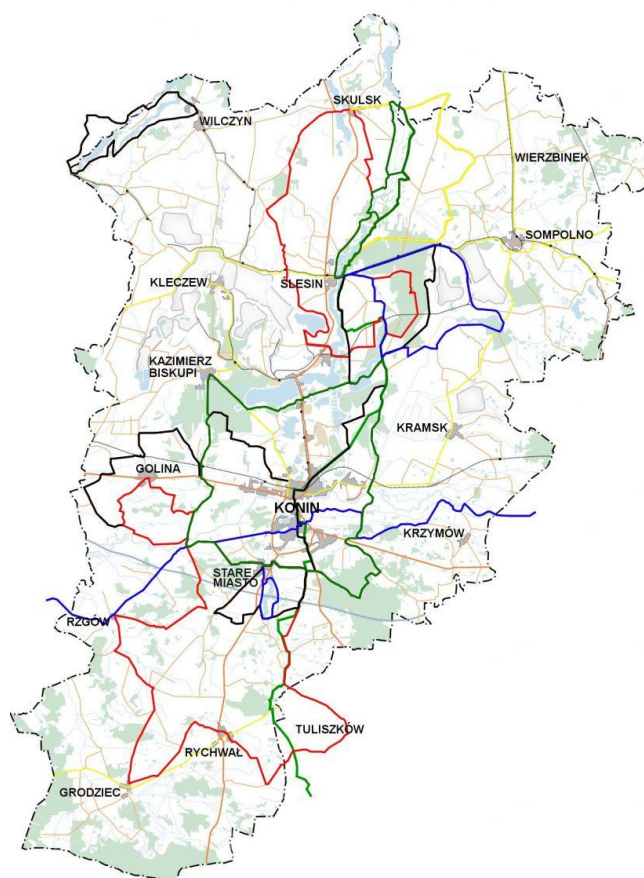 SKULSK
WILCZYN
WIERZBINEK
SOMPOLNO
KLECZEW
ŚLESIN
KAZIMIERZ
BISKUPI
KRAMSK
GOLINA
KONIN
KRZYMÓW
STARE
MIASTO
RZGÓW
TULISZKÓW
RYCHWAŁ
GRODZIEC